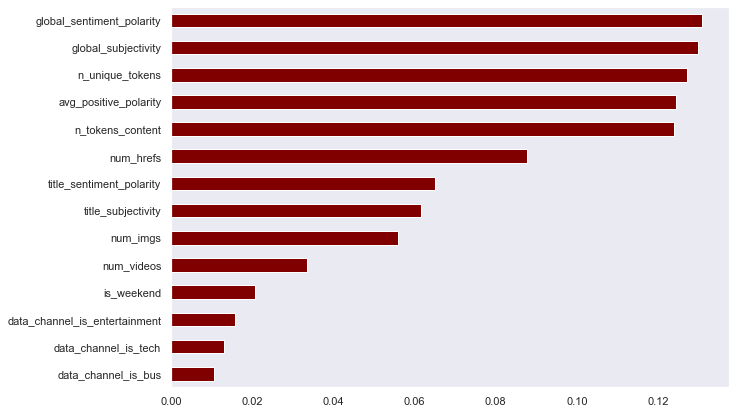 global_sentiment_polarity
global_subjectivity
n_unique_tokens
avg_positive_polarity
n_tokens_content
num_hrefs
title_sentiment_polarity
title_subjectivity
num_imgs
num_videos
is_weekend
data_channel_is_entertainment
data_channel_is_tech
data_channel_is_bus
0.00 0.02 0.04 0.06 0.08 0.10 0.12